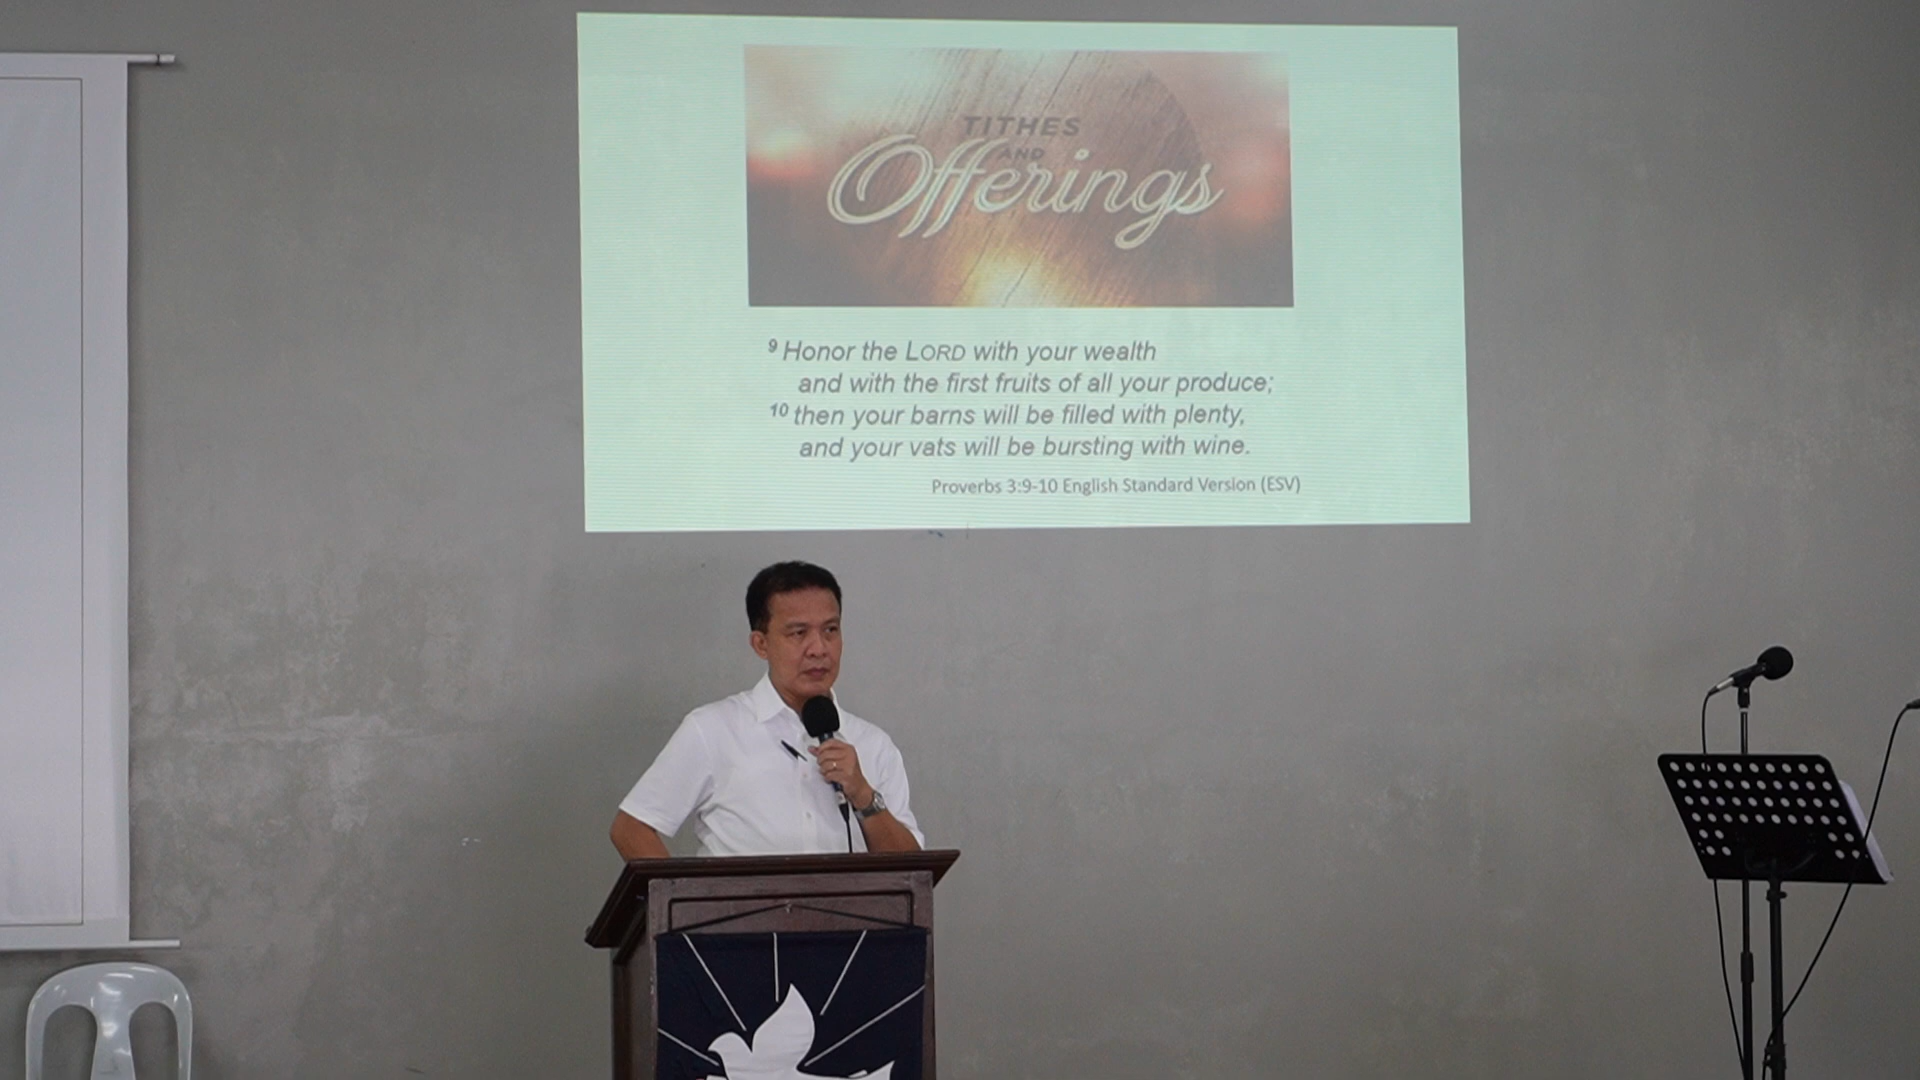 TITHES
AND
Offerings
9 Honor the LORD with your wealth
and with the first fruits of all your produce;
10 then your barns will be filled with plenty,
and your vats will be bursting with wine.
Proverbs 3:9-10 English Standard Version (ESV)